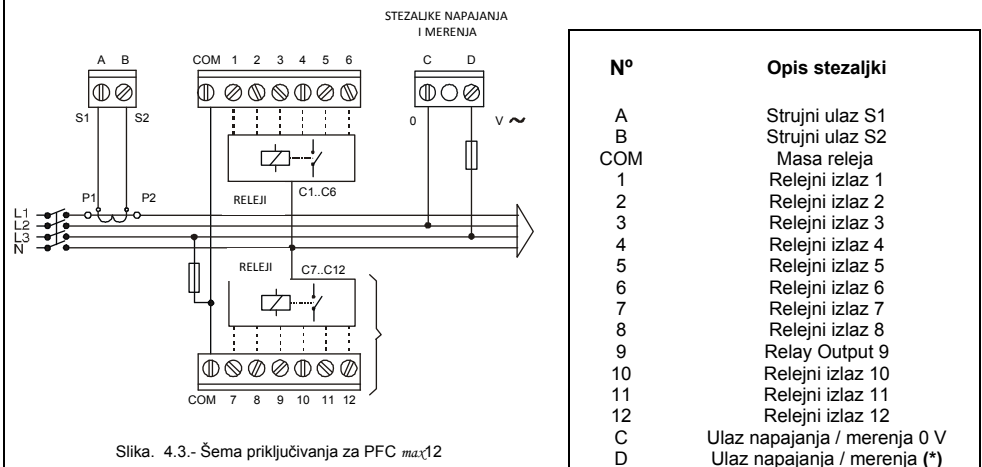 STEZALJKE NAPAJANJA
I MERENJA
A B
COM 1 2 3 4 5 6
C D
S1 S2
0 V ~
C1..C6
RELEJI
P1 P2
L1
L2
L3
N
RELEJI C7..C12
COM 7 8 9 10 11 12
Slika. 4.3.- Šema priključivanja za PFC max12
Nº Opis stezaljki
A Strujni ulaz S1
B Strujni ulaz S2
COM Masa releja
1 Relejni izlaz 1
2 Relejni izlaz 2
3 Relejni izlaz 3
4 Relejni izlaz 4
5 Relejni izlaz 5
6 Relejni izlaz 6
7 Relejni izlaz 7
8 Relejni izlaz 8
9 Relay Output 9
10 Relejni izlaz 10
11 Relejni izlaz 11
12 Relejni izlaz 12
C Ulaz napajanja / merenja 0 V
D Ulaz napajanja / merenja (*)